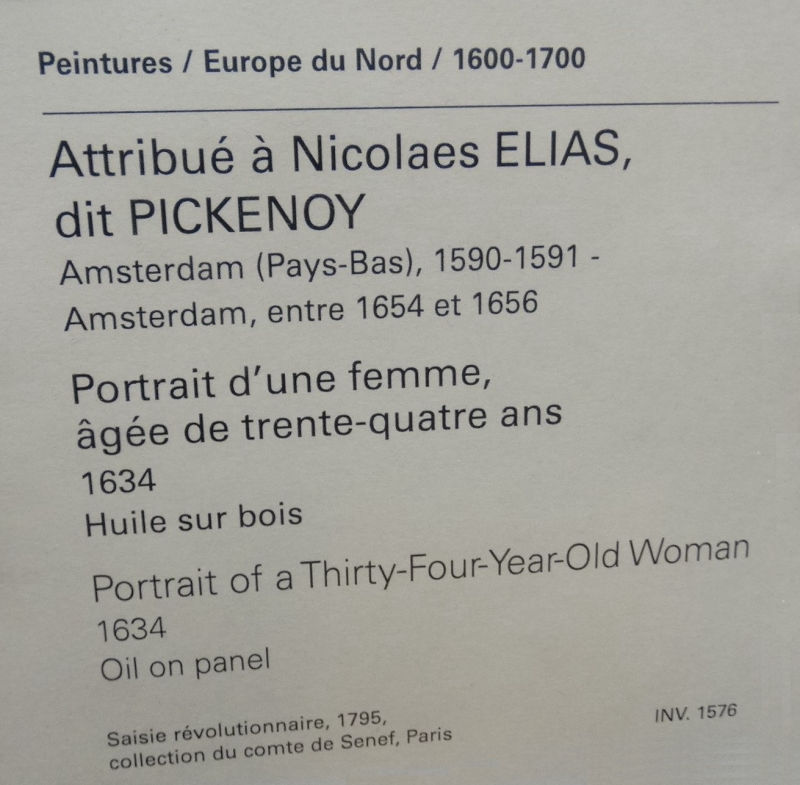 Peintures / Europe du Nord / 1600-1700
Attribué à Nicolaes ELIAS,
dit PICKENOY
Amsterdam (Pays-Bas), 1590-1591 -
Amsterdam, entre 1654 et 1656
Portrait d'une femme,
âgée de trente-quatre ans
1634
Huile sur bois
Portrait of a Thirty-Four-Year-Old Woman
1634
Oil on panel
Saisie révolutionnaire, 1795,
collection du comte de Senef, Paris
INV. 1576